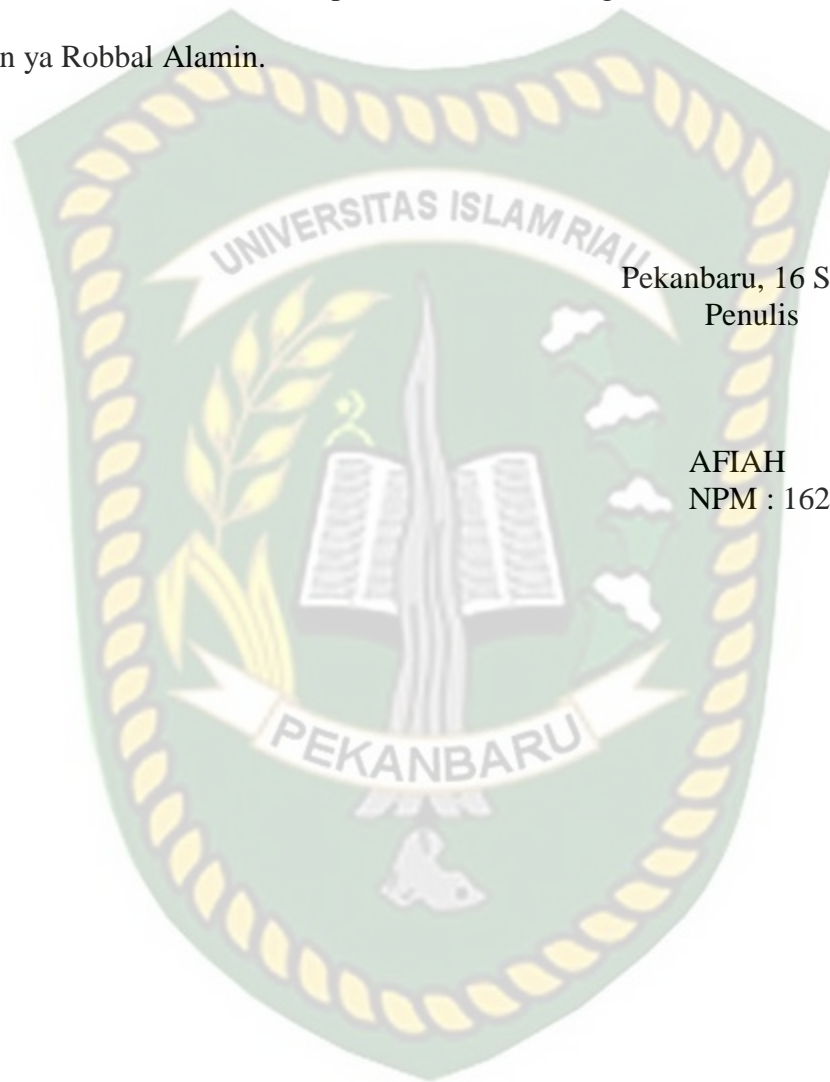 n ya Robbal Alamin.
UNIVERSITAS ISLAM RIAU
Pekanbaru, 16 S
Penulis
AFIAH
NPM : 162
PEKANBARU